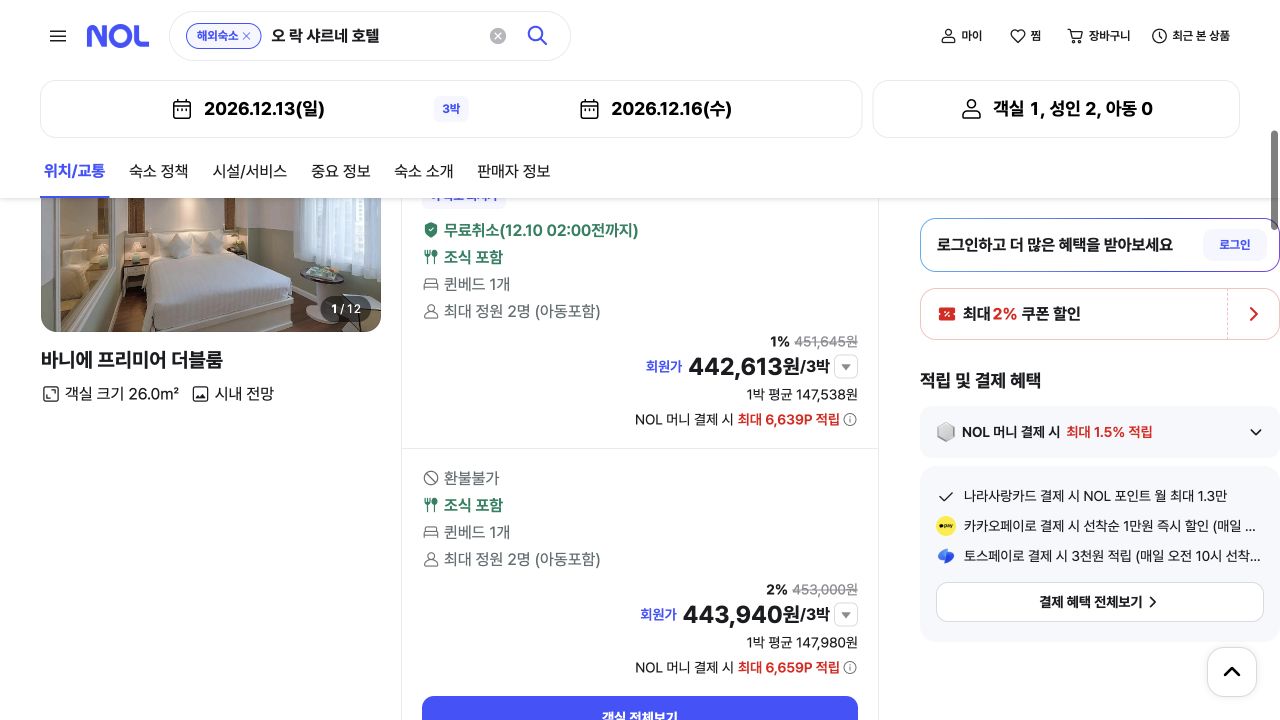 NOL
해외숙소
오 락 샤르네 호텔
마이
찜
장바구니
최근 본 상품
2026.12.13(일)
3박
2026.12.16(수)
객실 1, 성인 2, 아동 0
위치/교통
숙소 정책
시설/서비스
중요 정보
숙소 소개
판매자 정보
1 / 12
바니에 프리미어 더블룸
객실 크기 26.0m²
시내 전망
무료취소(12.10 02:00전까지)
조식 포함
퀸베드 1개
최대 정원 2명 (아동포함)
1% 451,645원
회원가 442,613원/3박
1박 평균 147,538원
NOL 머니 결제 시 최대 6,639P 적립
환불불가
조식 포함
퀸베드 1개
최대 정원 2명 (아동포함)
2% 453,000원
회원가 443,940원/3박
1박 평균 147,980원
NOL 머니 결제 시 최대 6,659P 적립
객실 전체보기
로그인하고 더 많은 혜택을 받아보세요
로그인
최대 2% 쿠폰 할인
적립 및 결제 혜택
NOL 머니 결제 시 최대 1.5% 적립
나라사랑카드 결제 시 NOL 포인트 월 최대 1.3만
pay
카카오페이로 결제 시 선착순 1만원 즉시 할인 (매일 ...
토스페이로 결제 시 3천원 적립 (매일 오전 10시 선착...
결제 혜택 전체보기